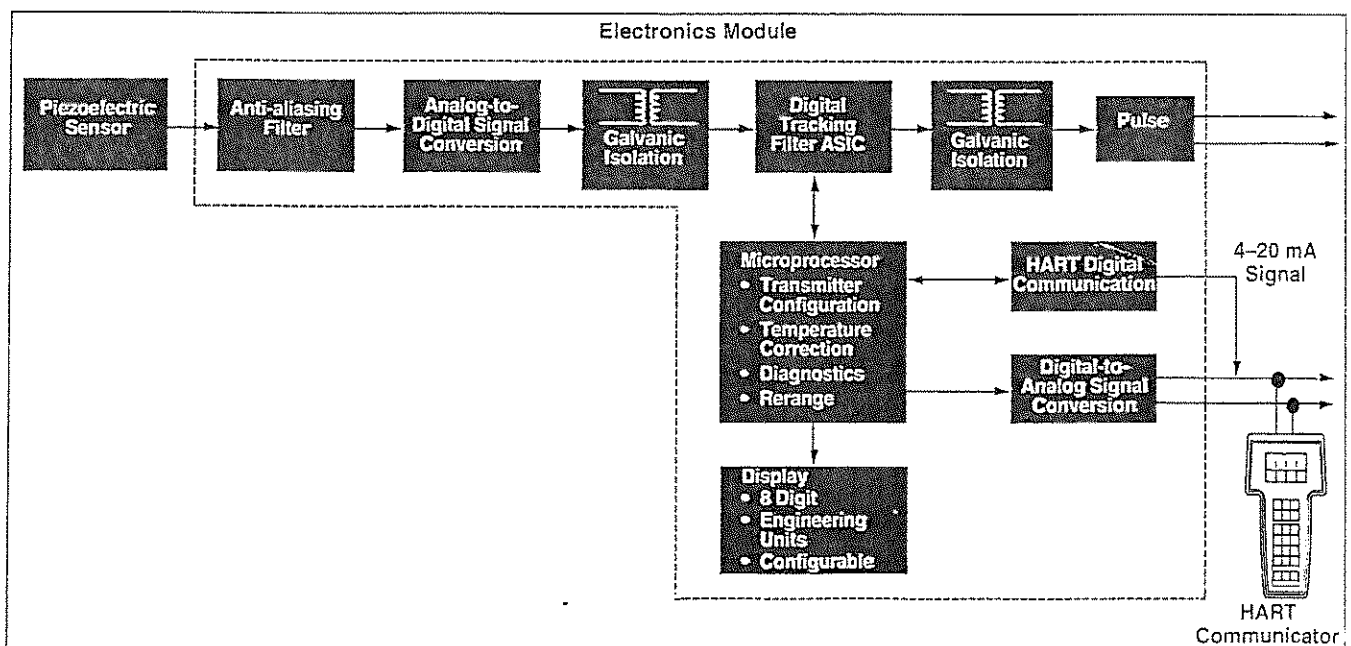 Electronics Module
Piezoelectric
Sensor
Anti-aliasing
Filter
Analog-to-
Digital Signal
Conversion
Galvanic
Isolation
Digital
Tracking
Filter ASIC
Galvanic
Isolation
Pulse
Microprocessor
• Transmitter
Configuration
• Temperature
Correction
• Diagnostics
• Rerange
HART Digital
Communication
4–20 mA
Signal
Digital-to-
Analog Signal
Conversion
Display
• 8 Digit
• Engineering
Units
• Configurable
HART
Communicator